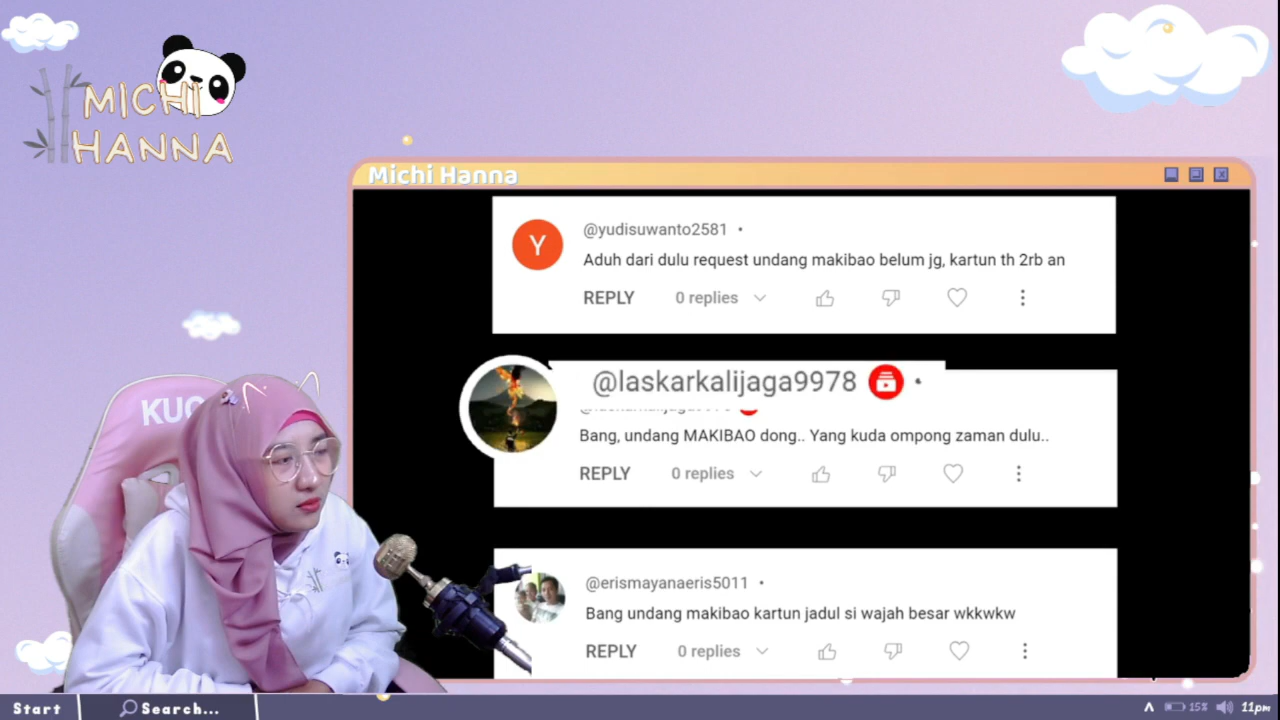 MICHI
HANNA
Michi Hanna
Y
@yudisuwanto2581 •
Aduh dari dulu request undang makibao belum jg, kartun th 2rb an
REPLY 0 replies
@laskarkalijaga9978 •
Bang, undang MAKIBAO dong.. Yang kuda ompong zaman dulu..
REPLY 0 replies
KUC
@erismayanaeris5011 •
Bang undang makibao kartun jadul si wajah besar wkkwkw
REPLY 0 replies
Start Search... 15% 11pm